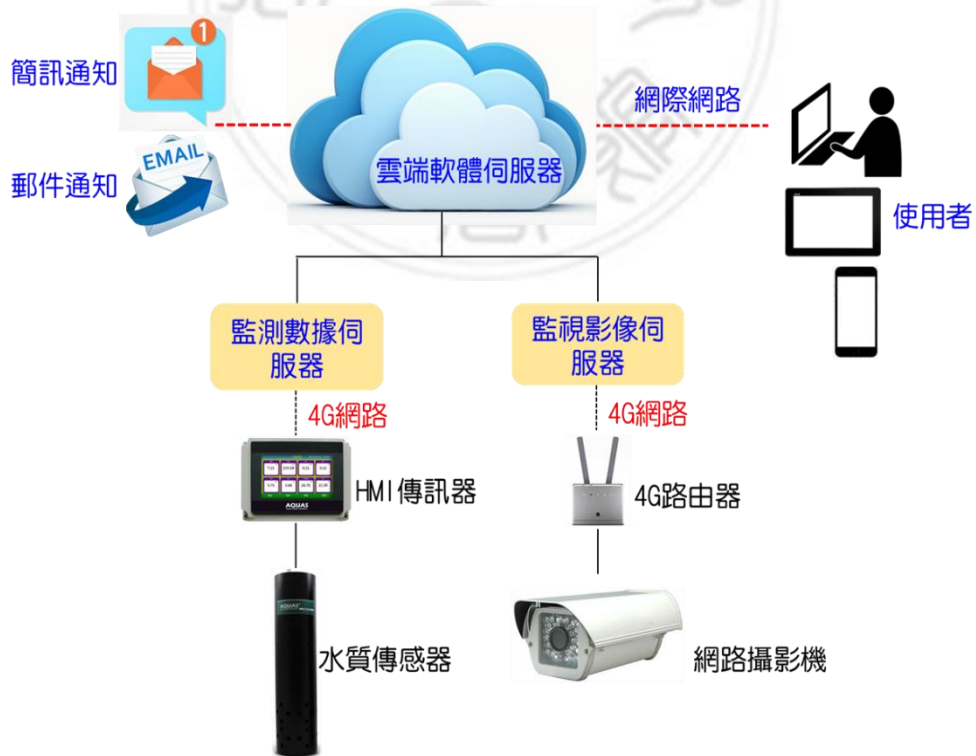 1
簡訊通知
EMAIL
郵件通知
雲端軟體伺服器
網際網路
使用者
監測數據伺
服器
監視影像伺
服器
4G網路
4G網路
HMI傳訊器
AQUAS
4G路由器
AQUAS
水質傳感器
網路攝影機